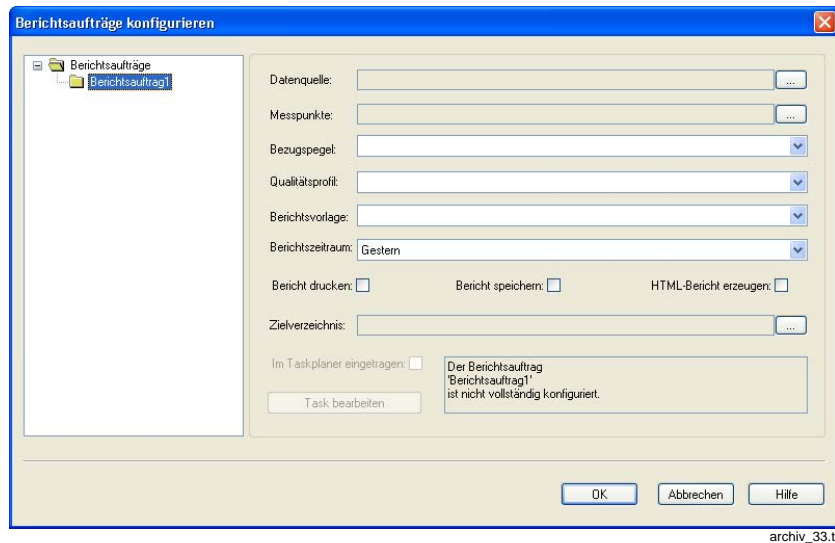 Berichtsaufträge konfigurieren
Berichtsaufträge
Berichtsauftrag1
Datenquelle:
...
Messpunkte:
...
Bezugspegel:
Qualitätsprofil:
Berichtsvorlage:
Berichtszeitraum: Gestern
Bericht drucken: Bericht speichern: HTML-Bericht erzeugen:
Zielverzeichnis:
...
Im Taskplaner eingetragen:
Task bearbeiten
Der Berichtsauftrag
'Berichtsauftrag1'
ist nicht vollständig konfiguriert.
OK Abbrechen Hilfe
archiv_33.t